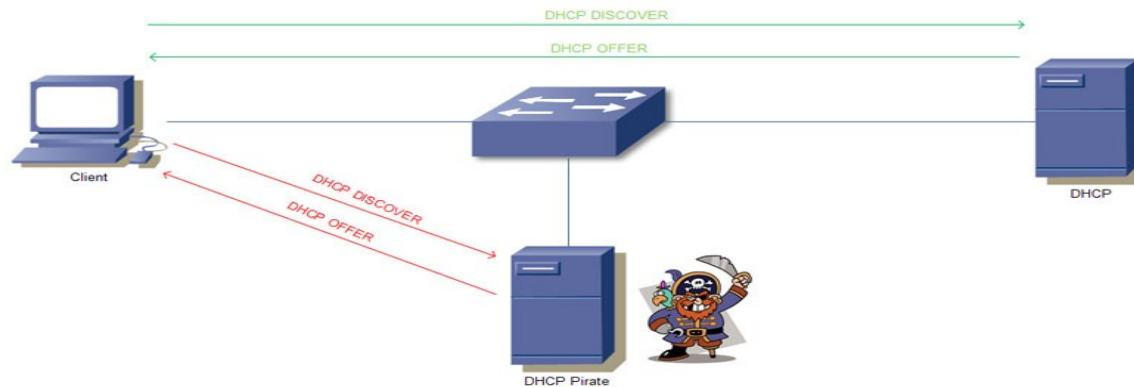 DHCP DISCOVER
DHCP OFFER
Client
DHCP
DHCP DISCOVER
DHCP OFFER
DHCP Pirate